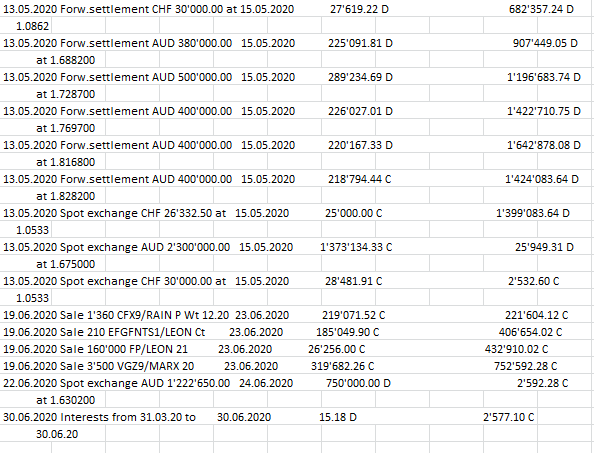 13.05.2020 Forw.settlement CHF 30'000.00 at 15.05.2020 27'619.22 D 682'357.24 D
1.0862
13.05.2020 Forw.settlement AUD 380'000.00 15.05.2020 225'091.81 D 907'449.05 D
at 1.688200
13.05.2020 Forw.settlement AUD 500'000.00 15.05.2020 289'234.69 D 1'196'683.74 D
at 1.728700
13.05.2020 Forw.settlement AUD 400'000.00 15.05.2020 226'027.01 D 1'422'710.75 D
at 1.769700
13.05.2020 Forw.settlement AUD 400'000.00 15.05.2020 220'167.33 D 1'642'878.08 D
at 1.816800
13.05.2020 Forw.settlement AUD 400'000.00 15.05.2020 218'794.44 C 1'424'083.64 D
at 1.828200
13.05.2020 Spot exchange CHF 26'332.50 at 15.05.2020 25'000.00 C 1'399'083.64 D
1.0533
13.05.2020 Spot exchange AUD 2'300'000.00 15.05.2020 1'373'134.33 C 25'949.31 D
at 1.675000
13.05.2020 Spot exchange CHF 30'000.00 at 15.05.2020 28'481.91 C 2'532.60 C
1.0533
19.06.2020 Sale 1'360 CFX9/RAIN P Wt 12.20 23.06.2020 219'071.52 C 221'604.12 C
19.06.2020 Sale 210 EFGFNTS1/LEON Ct 23.06.2020 185'049.90 C 406'654.02 C
19.06.2020 Sale 160'000 FP/LEON 21 23.06.2020 26'256.00 C 432'910.02 C
19.06.2020 Sale 3'500 VGZ9/MARX 20 23.06.2020 319'682.26 C 752'592.28 C
22.06.2020 Spot exchange AUD 1'222'650.00 24.06.2020 750'000.00 D 2'592.28 C
at 1.630200
30.06.2020 Interests from 31.03.20 to 30.06.2020 15.18 D 2'577.10 C
30.06.20